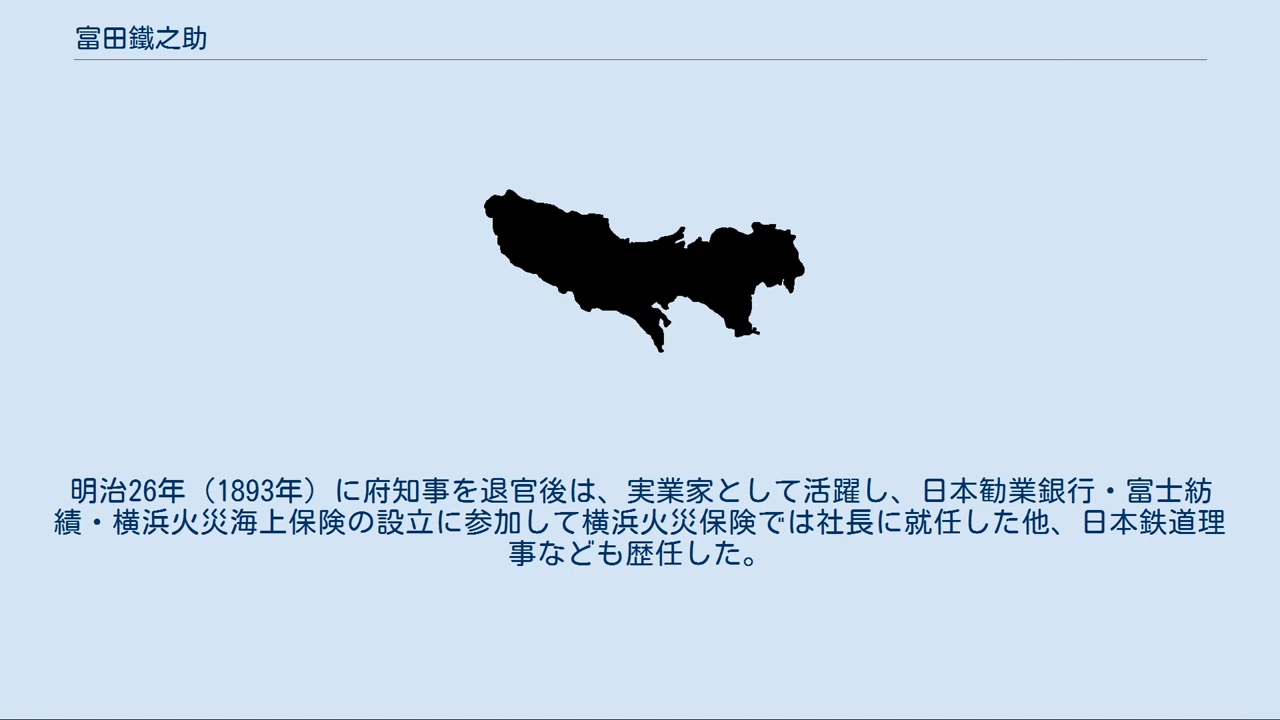 富田鐵之助
明治26年（1893年）に府知事を退官後は、実業家として活躍し、日本勧業銀行・富士紡
績・横浜火災海上保険の設立に参加して横浜火災保険では社長に就任した他、日本鉄道理
事なども歴任した。